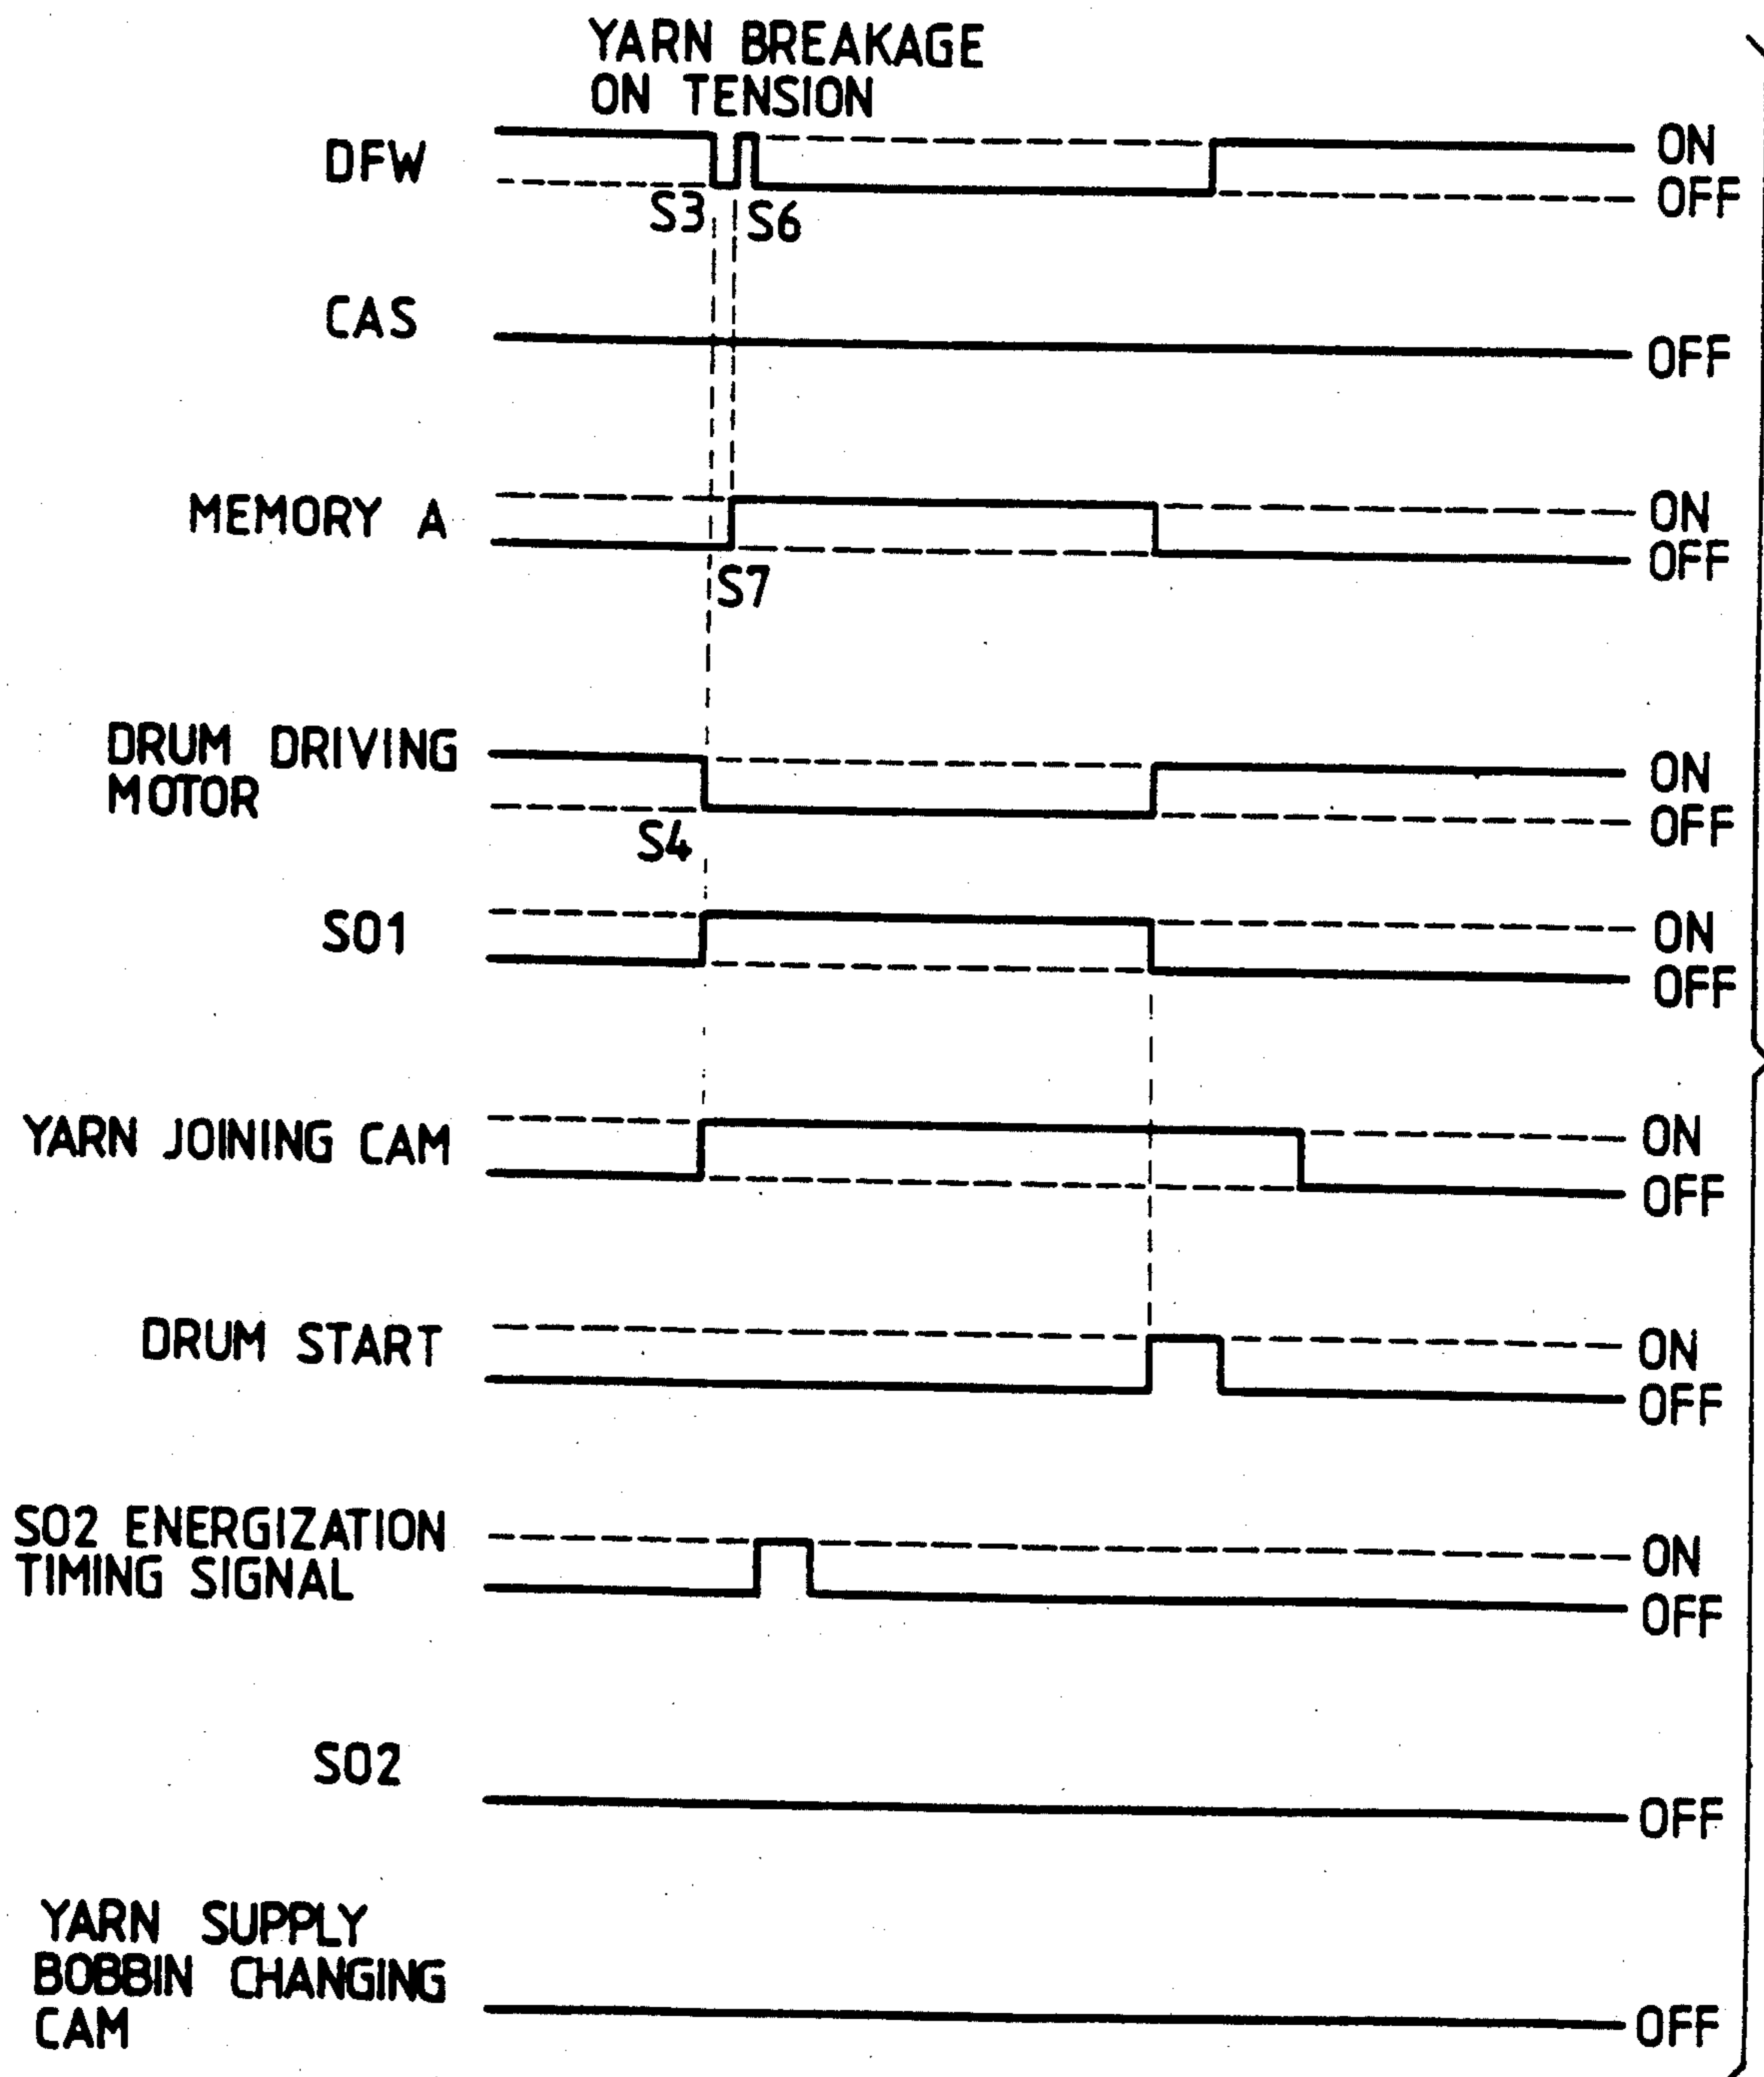 YARN BREAKAGE
ON TENSION
DFW
ON
OFF
S3
S6
CAS
OFF
MEMORY A
ON
OFF
S7
DRUM DRIVING
MOTOR
ON
OFF
S4
SO1
ON
OFF
YARN JOINING CAM
ON
OFF
DRUM START
ON
OFF
SO2 ENERGIZATION
TIMING SIGNAL
ON
OFF
SO2
OFF
YARN SUPPLY
BOBBIN CHANGING
CAM
OFF